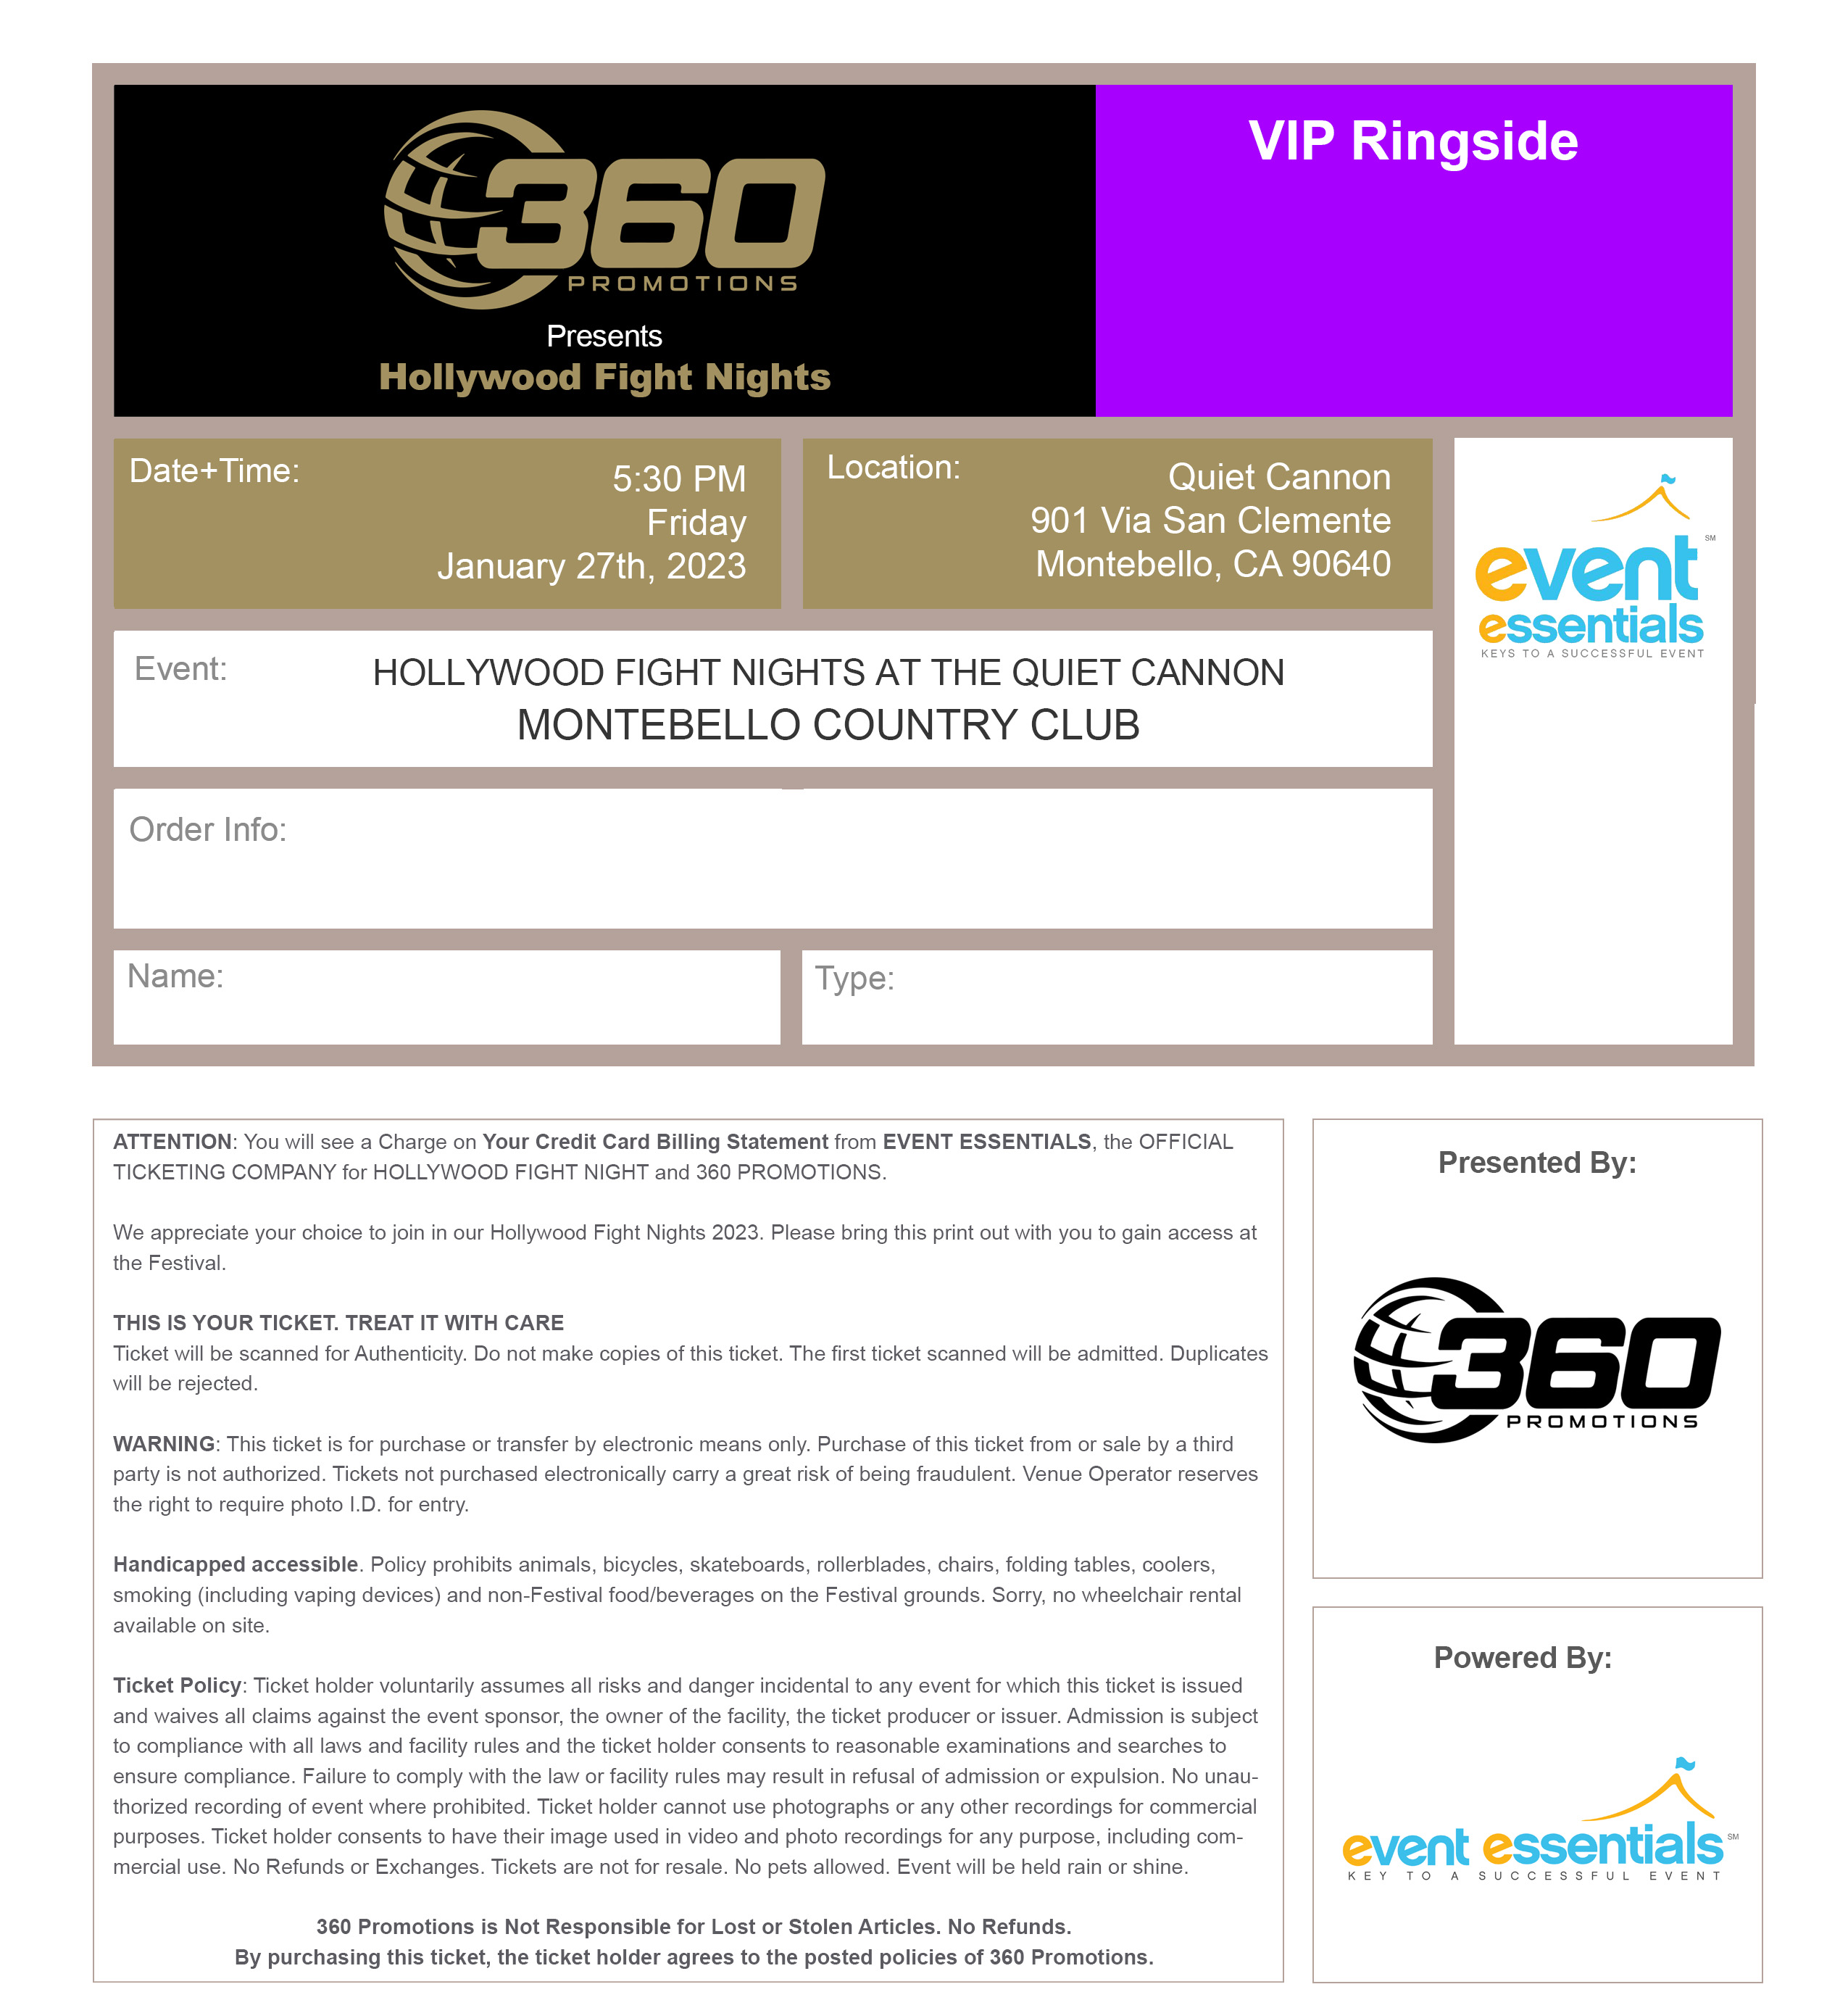 360
PROMOTIONS
Presents
Hollywood Fight Nights
VIP Ringside
Date+Time:
5:30 PM
Friday
January 27th, 2023
Location:
Quiet Cannon
901 Via San Clemente
Montebello, CA 90640
event SM
essentials
KEYS TO A SUCCESSFUL EVENT
Event:
HOLLYWOOD FIGHT NIGHTS AT THE QUIET CANNON
MONTEBELLO COUNTRY CLUB
Order Info:
Name:
Type:
ATTENTION: You will see a Charge on Your Credit Card Billing Statement from EVENT ESSENTIALS, the OFFICIAL
TICKETING COMPANY for HOLLYWOOD FIGHT NIGHT and 360 PROMOTIONS.
We appreciate your choice to join in our Hollywood Fight Nights 2023. Please bring this print out with you to gain access at
the Festival.
THIS IS YOUR TICKET. TREAT IT WITH CARE
Ticket will be scanned for Authenticity. Do not make copies of this ticket. The first ticket scanned will be admitted. Duplicates
will be rejected.
WARNING: This ticket is for purchase or transfer by electronic means only. Purchase of this ticket from or sale by a third
party is not authorized. Tickets not purchased electronically carry a great risk of being fraudulent. Venue Operator reserves
the right to require photo I.D. for entry.
Handicapped accessible. Policy prohibits animals, bicycles, skateboards, rollerblades, chairs, folding tables, coolers,
smoking (including vaping devices) and non-Festival food/beverages on the Festival grounds. Sorry, no wheelchair rental
available on site.
Ticket Policy: Ticket holder voluntarily assumes all risks and danger incidental to any event for which this ticket is issued
and waives all claims against the event sponsor, the owner of the facility, the ticket producer or issuer. Admission is subject
to compliance with all laws and facility rules and the ticket holder consents to reasonable examinations and searches to
ensure compliance. Failure to comply with the law or facility rules may result in refusal of admission or expulsion. No unau-
thorized recording of event where prohibited. Ticket holder cannot use photographs or any other recordings for commercial
purposes. Ticket holder consents to have their image used in video and photo recordings for any purpose, including com-
mercial use. No Refunds or Exchanges. Tickets are not for resale. No pets allowed. Event will be held rain or shine.
360 Promotions is Not Responsible for Lost or Stolen Articles. No Refunds.
By purchasing this ticket, the ticket holder agrees to the posted policies of 360 Promotions.
Presented By:
360
PROMOTIONS
Powered By:
event essentials SM
KEY TO A SUCCESSFUL EVENT